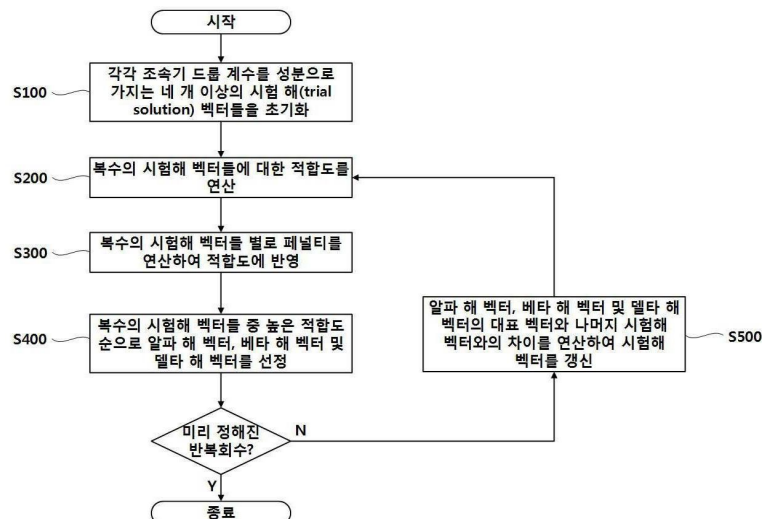 시작
S100
각각 조속기 드룹 계수를 성분으로
가지는 네 개 이상의 시험 해(trial
solution) 벡터들을 초기화
S200
복수의 시험해 벡터들에 대한 적합도를
연산
S300
복수의 시험해 벡터들 별로 페널티를
연산하여 적합도에 반영
S400
복수의 시험해 벡터들 중 높은 적합도
순으로 알파 해 벡터, 베타 해 벡터 및
델타 해 벡터를 선정
알파 해 벡터, 베타 해 벡터 및 델타 해
벡터의 대표 벡터와 나머지 시험해
벡터와의 차이를 연산하여 시험해
벡터를 갱신
S500
미리 정해진
반복회수?
N
Y
종료